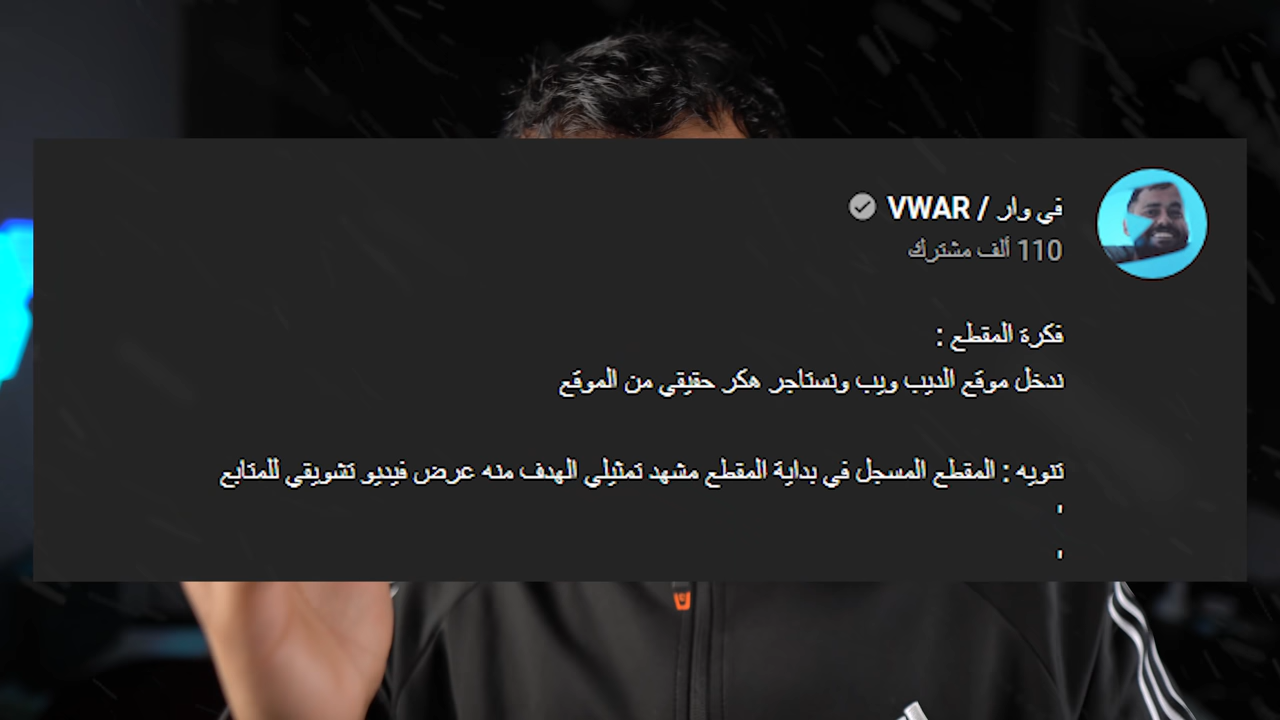 في وار / VWAR
110 ألف مشترك
فكرة المقطع :
ندخل موقع الديب ويب ونستاجر هكر حقيقي من الموقع
تنويه : المقطع المسجل في بداية المقطع مشهد تمثيلي الهدف منه عرض فيديو تشويقي للمتابع
'
'